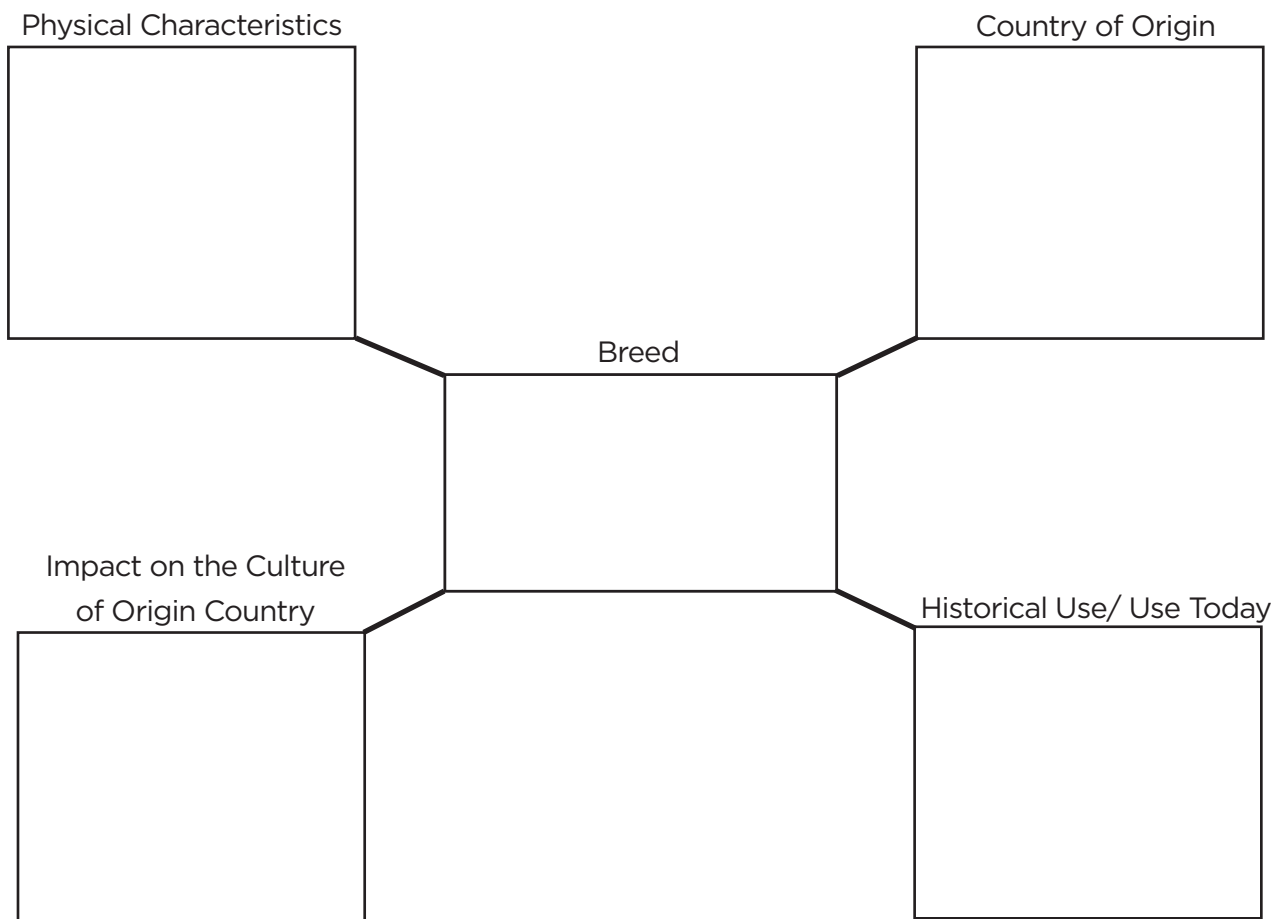 Physical Characteristics
Country of Origin
Breed
Impact on the Culture
of Origin Country
Historical Use/ Use Today